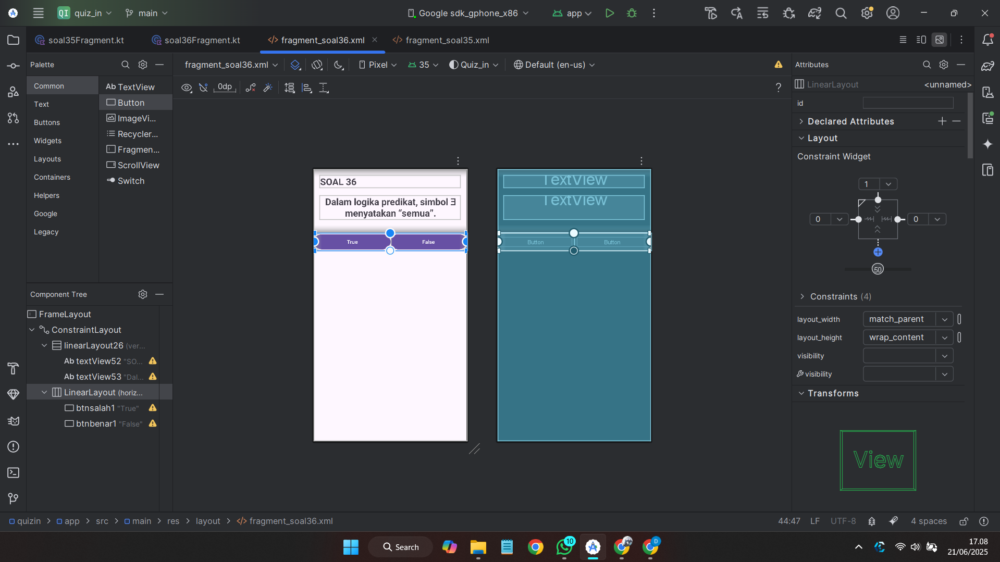 QI quiz_in main Google sdk_gphone_x86 app
soal35Fragment.kt soal36Fragment.kt fragment_soal36.xml fragment_soal35.xml
Palette
Common
Text
Buttons
Widgets
Layouts
Containers
Helpers
Google
Legacy
Ab TextView
Button
ImageVi...
Recycler...
Fragmen...
ScrollView
Switch
fragment_soal36.xml Pixel 35 Quiz_in Default (en-us)
0dp ?
SOAL 36
Dalam logika predikat, simbol ∃
menyatakan “semua”.
True False
TextView
TextView
Button Button
Component Tree
FrameLayout
ConstraintLayout
linearLayout26 (ver...
Ab textView52 "SO...
Ab textView53 "Dal...
LinearLayout (horiz...
btnsalah1 "True"
btnbenar1 "False"
Attributes
LinearLayout <unnamed>
id
Declared Attributes
Layout
Constraint Widget
1
0 0
50
Constraints (4)
layout_width match_parent
layout_height wrap_content
visibility
visibility
Transforms
View
quizin > app > src > main > res > layout > fragment_soal36.xml 44:47 LF UTF-8 4 spaces
Search 10 D 17.08
21/06/2025